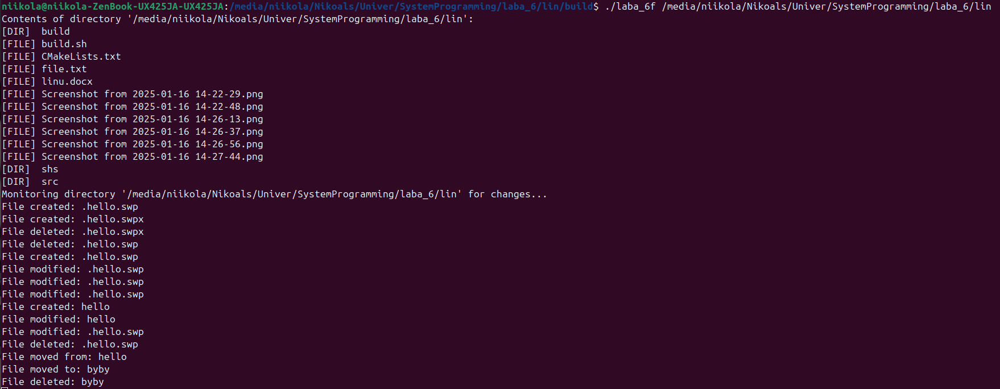 niikola@niikola-ZenBook-UX425JA-UX425JA:/media/niikola/Nikoals/Univer/SystemProgramming/laba_6/lin/build$ ./laba_6f /media/niikola/Nikoals/Univer/SystemProgramming/laba_6/lin
Contents of directory '/media/niikola/Nikoals/Univer/SystemProgramming/laba_6/lin':
[DIR]  build
[FILE] build.sh
[FILE] CMakeLists.txt
[FILE] file.txt
[FILE] linu.docx
[FILE] Screenshot from 2025-01-16 14-22-29.png
[FILE] Screenshot from 2025-01-16 14-22-48.png
[FILE] Screenshot from 2025-01-16 14-26-13.png
[FILE] Screenshot from 2025-01-16 14-26-37.png
[FILE] Screenshot from 2025-01-16 14-26-56.png
[FILE] Screenshot from 2025-01-16 14-27-44.png
[DIR]  shs
[DIR]  src
Monitoring directory '/media/niikola/Nikoals/Univer/SystemProgramming/laba_6/lin' for changes...
File created: .hello.swp
File created: .hello.swpx
File deleted: .hello.swpx
File deleted: .hello.swp
File created: .hello.swp
File modified: .hello.swp
File modified: .hello.swp
File modified: .hello.swp
File created: hello
File modified: hello
File modified: .hello.swp
File deleted: .hello.swp
File moved from: hello
File moved to: byby
File deleted: byby